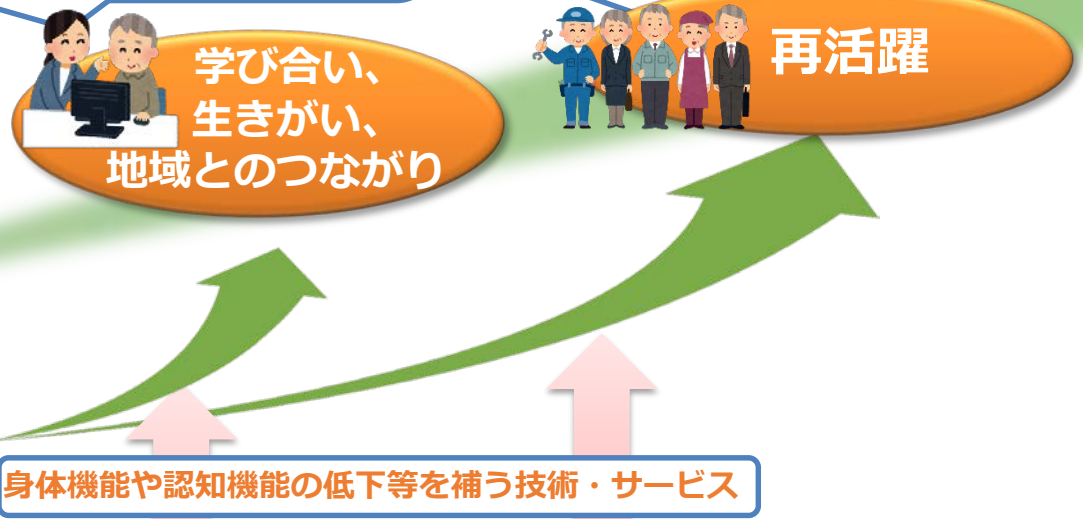 学び合い、
生きがい、
地域とのつながり
再活躍
身体機能や認知機能の低下等を補う技術・サービス